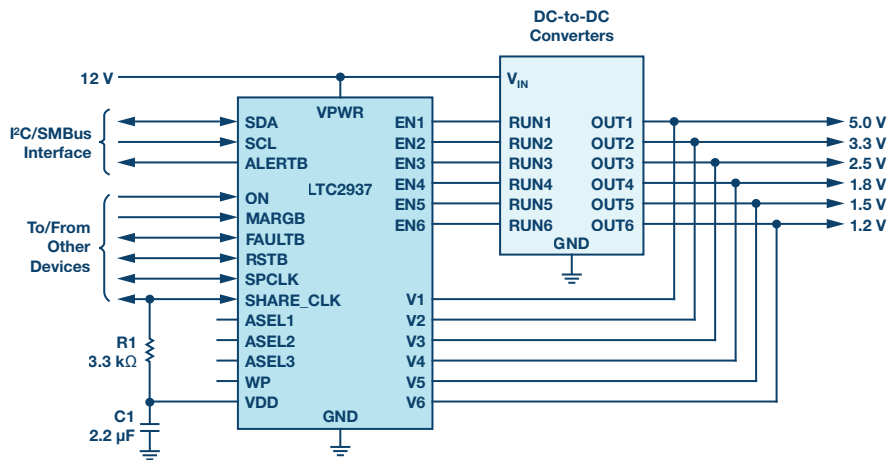 DC-to-DC
Converters
12 V
VIN
VPWR
I²C/SMBus
Interface
SDA
SCL
ALERTB
EN1
EN2
EN3
EN4
EN5
EN6
RUN1
RUN2
RUN3
RUN4
RUN5
RUN6
OUT1
OUT2
OUT3
OUT4
OUT5
OUT6
5.0 V
3.3 V
2.5 V
1.8 V
1.5 V
1.2 V
LTC2937
GND
To/From
Other
Devices
ON
MARGB
FAULTB
RSTB
SPCLK
SHARE_CLK
ASEL1
ASEL2
ASEL3
WP
VDD
V1
V2
V3
V4
V5
V6
R1
3.3 kΩ
C1
2.2 µF
GND